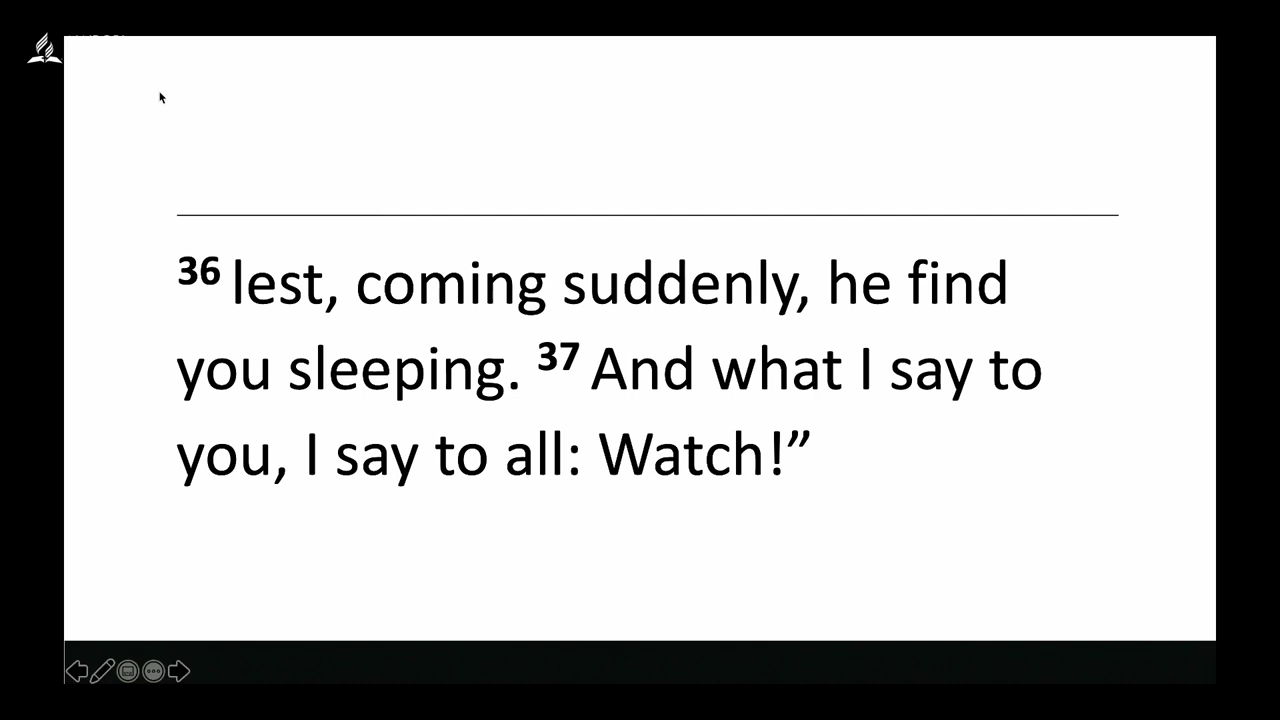 36 lest, coming suddenly, he find
you sleeping. 37 And what I say to
you, I say to all: Watch!”